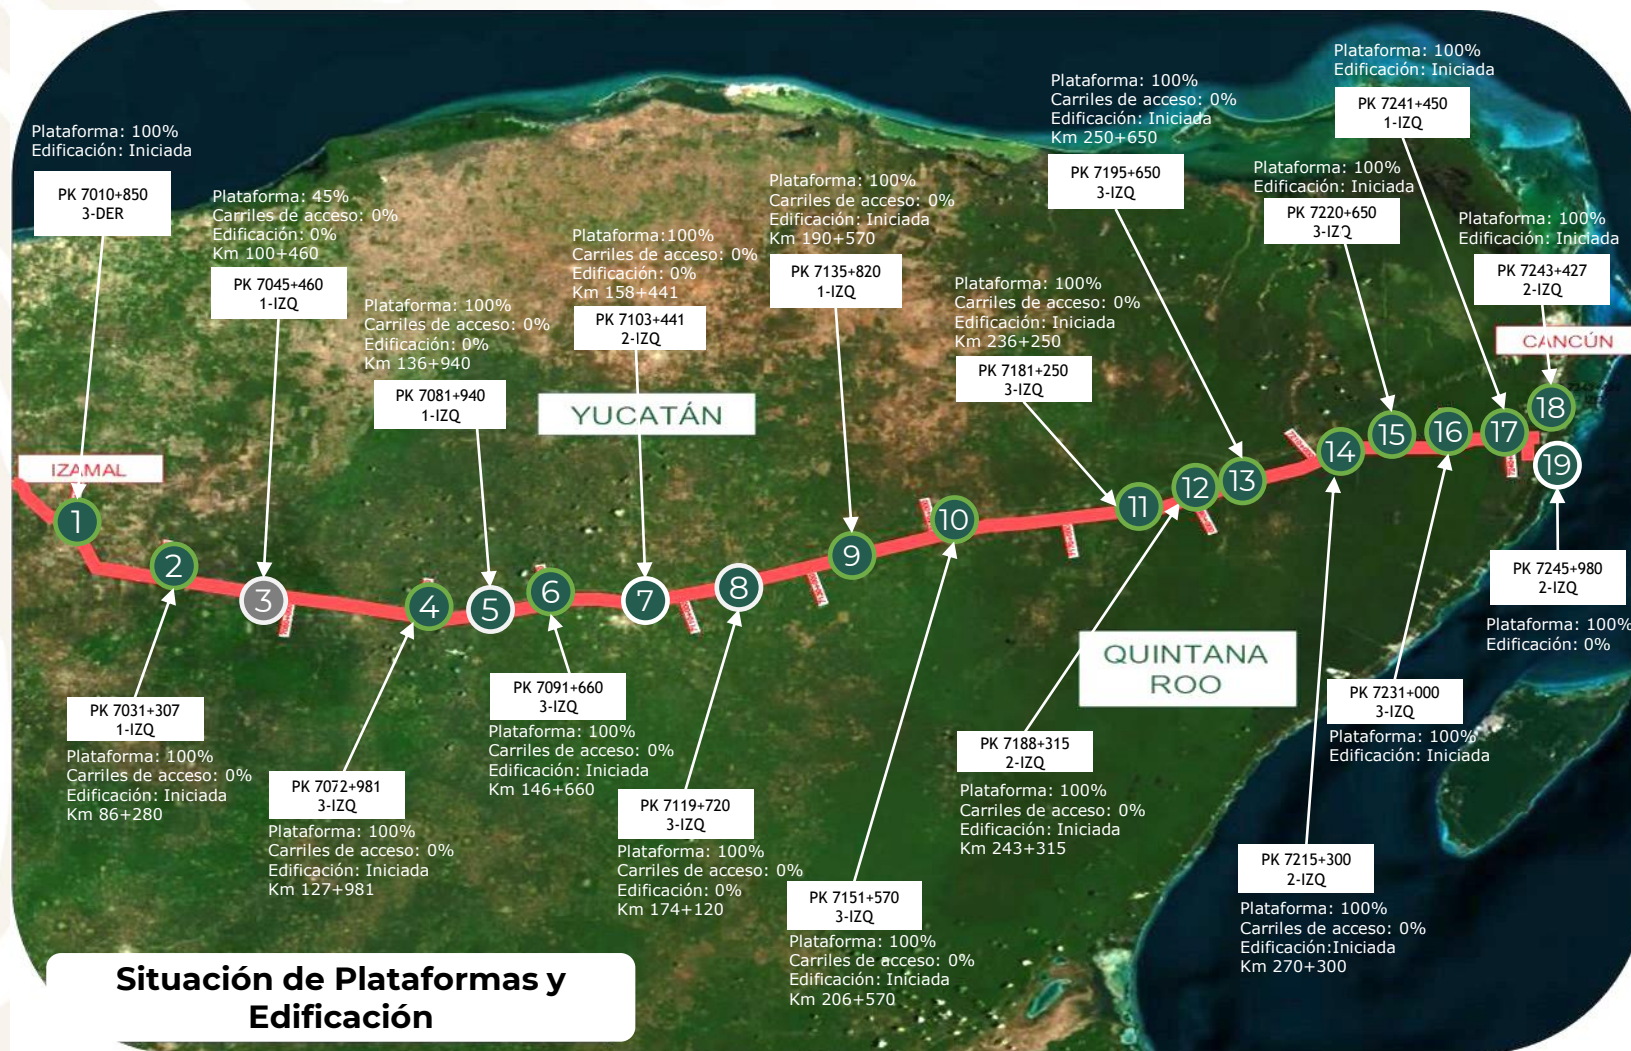 Plataforma: 100%
Edificación: Iniciada
PK 7010+850
3-DER
Plataforma: 45%
Carriles de acceso: 0%
Edificación: 0%
Km 100+460
PK 7045+460
1-IZQ
Plataforma: 100%
Carriles de acceso: 0%
Edificación: 0%
Km 136+940
PK 7081+940
1-IZQ
Plataforma:100%
Carriles de acceso: 0%
Edificación: 0%
Km 158+441
PK 7103+441
2-IZQ
Plataforma: 100%
Carriles de acceso: 0%
Edificación: Iniciada
Km 190+570
PK 7135+820
1-IZQ
Plataforma: 100%
Carriles de acceso: 0%
Edificación: Iniciada
Km 236+250
PK 7181+250
3-IZQ
Plataforma: 100%
Carriles de acceso: 0%
Edificación: Iniciada
Km 250+650
PK 7195+650
3-IZQ
Plataforma: 100%
Edificación: Iniciada
PK 7220+650
3-IZQ
Plataforma: 100%
Edificación: Iniciada
PK 7241+450
1-IZQ
Plataforma: 100%
Edificación: Iniciada
PK 7243+427
2-IZQ
CANCÚN
YUCATÁN
IZAMAL
1
2
3
4
5
6
7
8
9
10
11
12
13
14
15
16
17
18
19
QUINTANA
ROO
PK 7031+307
1-IZQ
Plataforma: 100%
Carriles de acceso: 0%
Edificación: Iniciada
Km 86+280
PK 7072+981
3-IZQ
Plataforma: 100%
Carriles de acceso: 0%
Edificación: Iniciada
Km 127+981
PK 7091+660
3-IZQ
Plataforma: 100%
Carriles de acceso: 0%
Edificación: Iniciada
Km 146+660
PK 7119+720
3-IZQ
Plataforma: 100%
Carriles de acceso: 0%
Edificación: 0%
Km 174+120
PK 7151+570
3-IZQ
Plataforma: 100%
Carriles de acceso: 0%
Edificación: Iniciada
Km 206+570
PK 7188+315
2-IZQ
Plataforma: 100%
Carriles de acceso: 0%
Edificación: Iniciada
Km 243+315
PK 7215+300
2-IZQ
Plataforma: 100%
Carriles de acceso: 0%
Edificación:Iniciada
Km 270+300
PK 7231+000
3-IZQ
Plataforma: 100%
Edificación: Iniciada
PK 7245+980
2-IZQ
Plataforma: 100%
Edificación: 0%
Situación de Plataformas y
Edificación